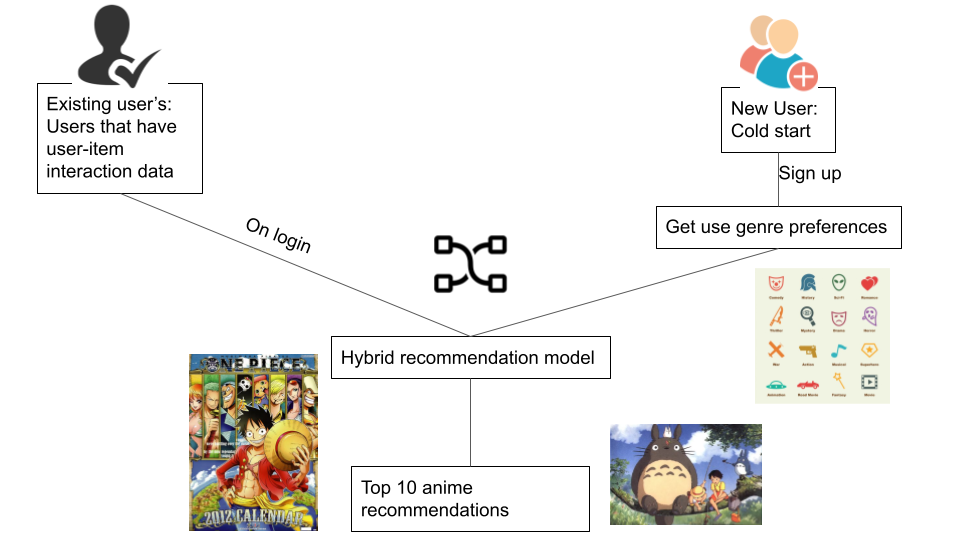 Existing user's:
Users that have
user-item
interaction data
New User:
Cold start
Sign up
On login
Get use genre preferences
Comedy History Sci-Fi Romance
Thriller Mystery Drama Horror
War Action Musical Superhero
Animation Road Movie Fantasy Movie
Hybrid recommendation model
ONE PIECE
2012 CALENDAR
Top 10 anime
recommendations